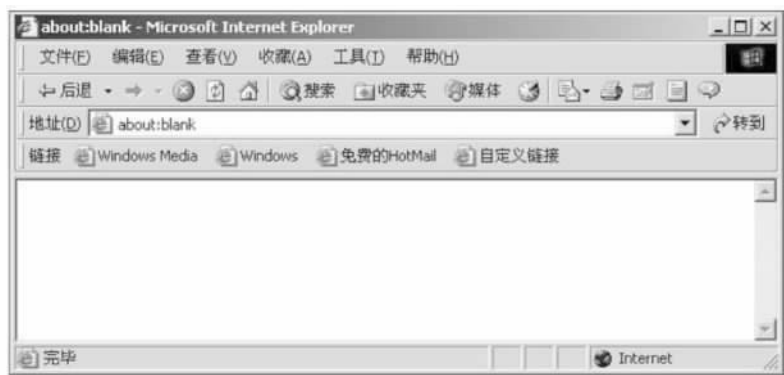 about:blank - Microsoft Internet Explorer
文件(F) 编辑(E) 查看(V) 收藏(A) 工具(T) 帮助(H)
后退 搜索 收藏夹 媒体
地址(D) about:blank 转到
链接 Windows Media Windows 免费的HotMail 自定义链接
完毕 Internet